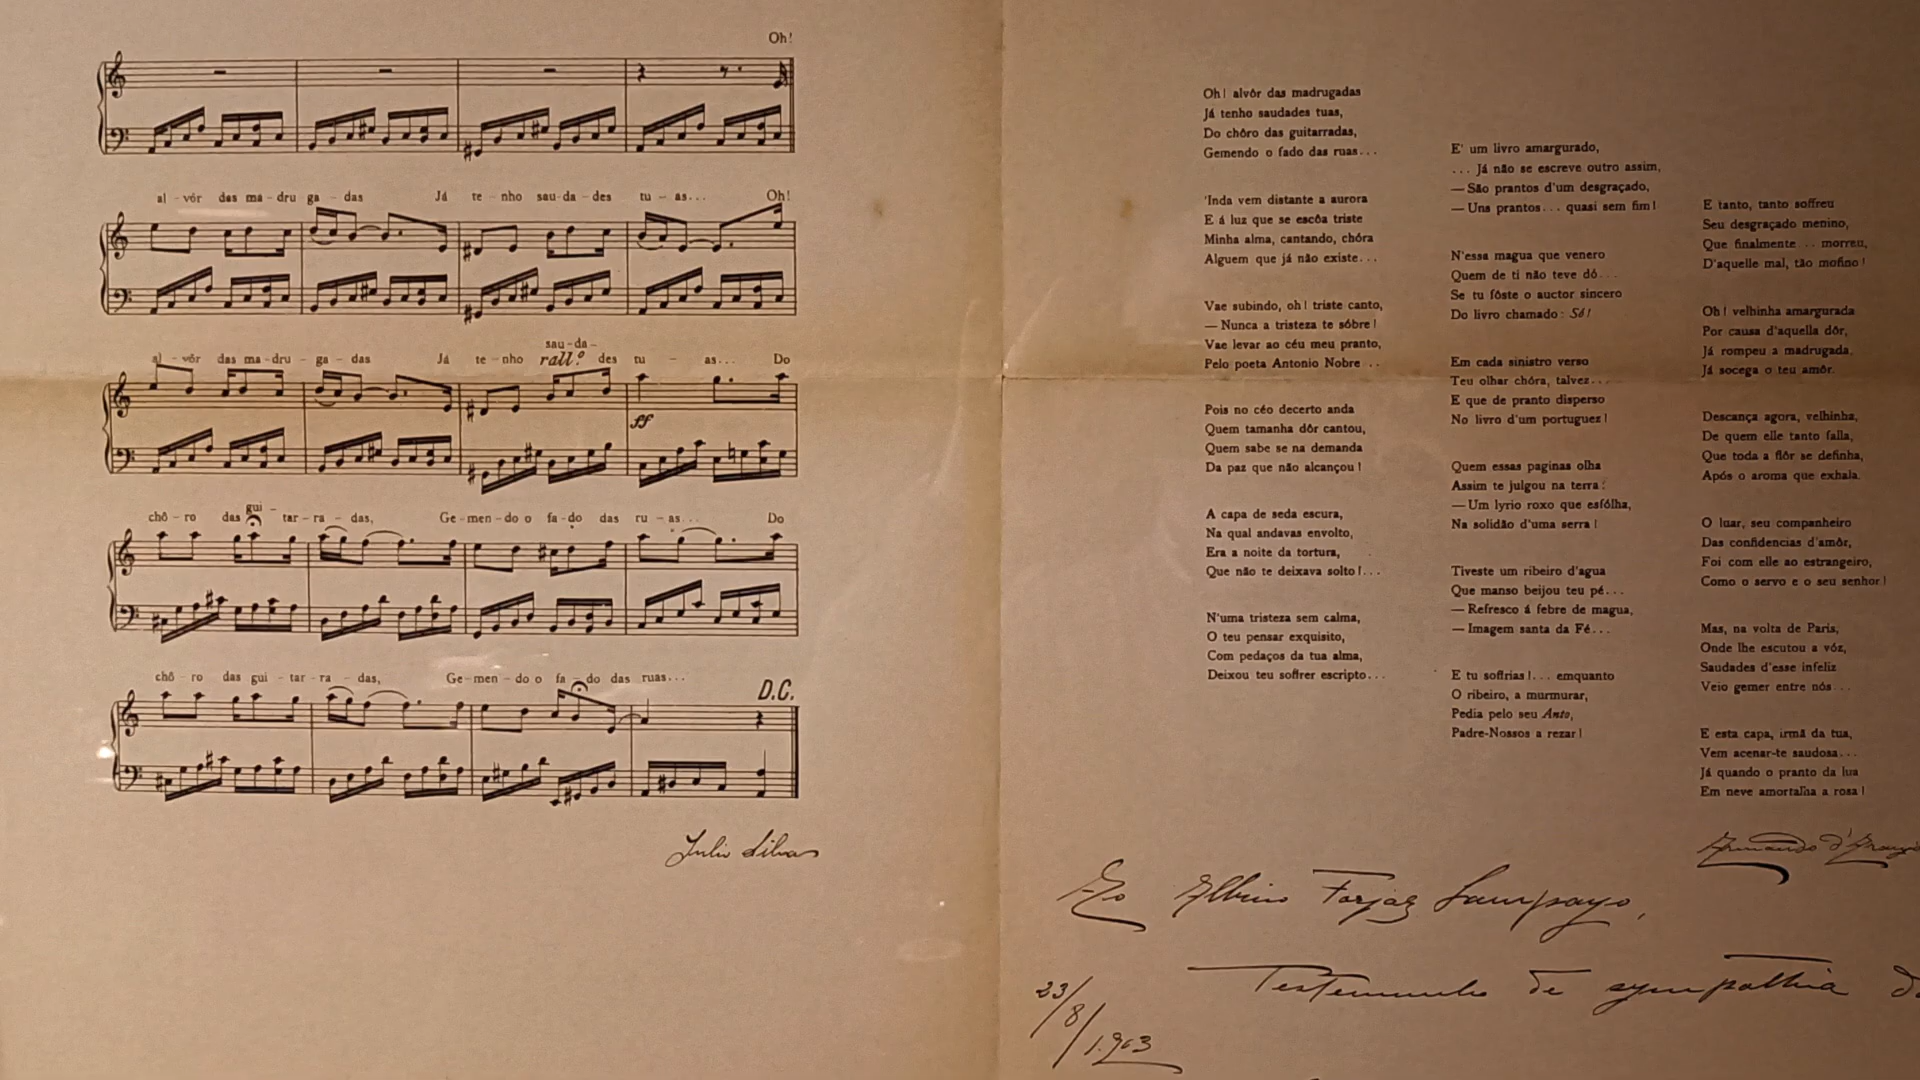 Oh!
al - vór das ma - dru ga - das Já te - nho sau - da - des tu - as... Oh!
sau - da -
al - vôr das ma - dru - ga - das Já te - nho rall.º des tu - as... Do
ff
gui -
chô - ro das tar - ra - das, Ge - men - do o fa - do das ru - as... Do
chô - ro das gui - tar - ra - das, Ge - men - do o fa - do das ruas...
D.C.
Julio Silva
Oh! alvôr das madrugadas
Já tenho saudades tuas,
Do chôro das guitarradas,
Gemendo o fado das ruas...
'Inda vem distante a aurora
E á luz que se escôa triste
Minha alma, cantando, chóra
Alguem que já não existe...
Vae subindo, oh! triste canto,
— Nunca a tristeza te sóbre!
Vae levar ao céu meu pranto,
Pelo poeta Antonio Nobre...
Pois no céo decerto anda
Quem tamanha dôr cantou,
Quem sabe se na demanda
Da paz que não alcançou!
A capa de seda escura,
Na qual andavas envolto,
Era a noite da tortura,
Que não te deixava solto!...
N'uma tristeza sem calma,
O teu pensar exquisito,
Com pedaços da tua alma,
Deixou teu soffrer escripto...
E' um livro amargurado,
... Já não se escreve outro assim,
— São prantos d'um desgraçado,
— Uns prantos... quasi sem fim!
N'essa magua que venero
Quem de ti não teve dó...
Se tu fôste o auctor sincero
Do livro chamado: Só!
Em cada sinistro verso
Teu olhar chóra, talvez...
E que de pranto disperso
No livro d'um portuguez!
Quem essas paginas olha
Assim te julgou na terra:
— Um lyrio roxo que esfólha,
Na solidão d'uma serra!
Tiveste um ribeiro d'agua
Que manso beijou teu pé...
— Refresco á febre de magua,
— Imagem santa da Fé...
E tu soffrias!... emquanto
O ribeiro, a murmurar,
Pedia pelo seu Anto,
Padre-Nossos a rezar!
E tanto, tanto soffreu
Seu desgraçado menino,
Que finalmente... morreu,
D'aquelle mal, tão mofino!
Oh! velhinha amargurada
Por causa d'aquella dôr,
Já rompeu a madrugada,
Já socega o teu amôr.
Descança agora, velhinha,
De quem elle tanto falla,
Que toda a flôr se definha,
Após o aroma que exhala.
O luar, seu companheiro
Das confidencias d'amôr,
Foi com elle ao estrangeiro,
Como o servo e o seu senhor!
Mas, na volta de Paris,
Onde lhe escutou a vóz,
Saudades d'esse infeliz
Veio gemer entre nós...
E esta capa, irmã da tua,
Vem acenar-te saudosa...
Já quando o pranto da lua
Em neve amortalha a rosa!
Armando d'Araujo
Ao Albino Forjaz Sampayo,
Testemunho de sympathia do
23/8/1903